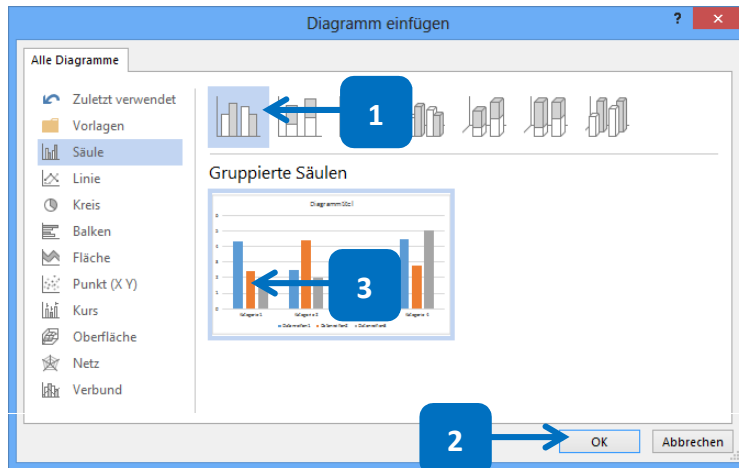 Diagramm einfügen
?
Alle Diagramme
Zuletzt verwendet
Vorlagen
Säule
Linie
Kreis
Balken
Fläche
Punkt (X Y)
Kurs
Oberfläche
Netz
Verbund
1
Gruppierte Säulen
3
2
OK
Abbrechen